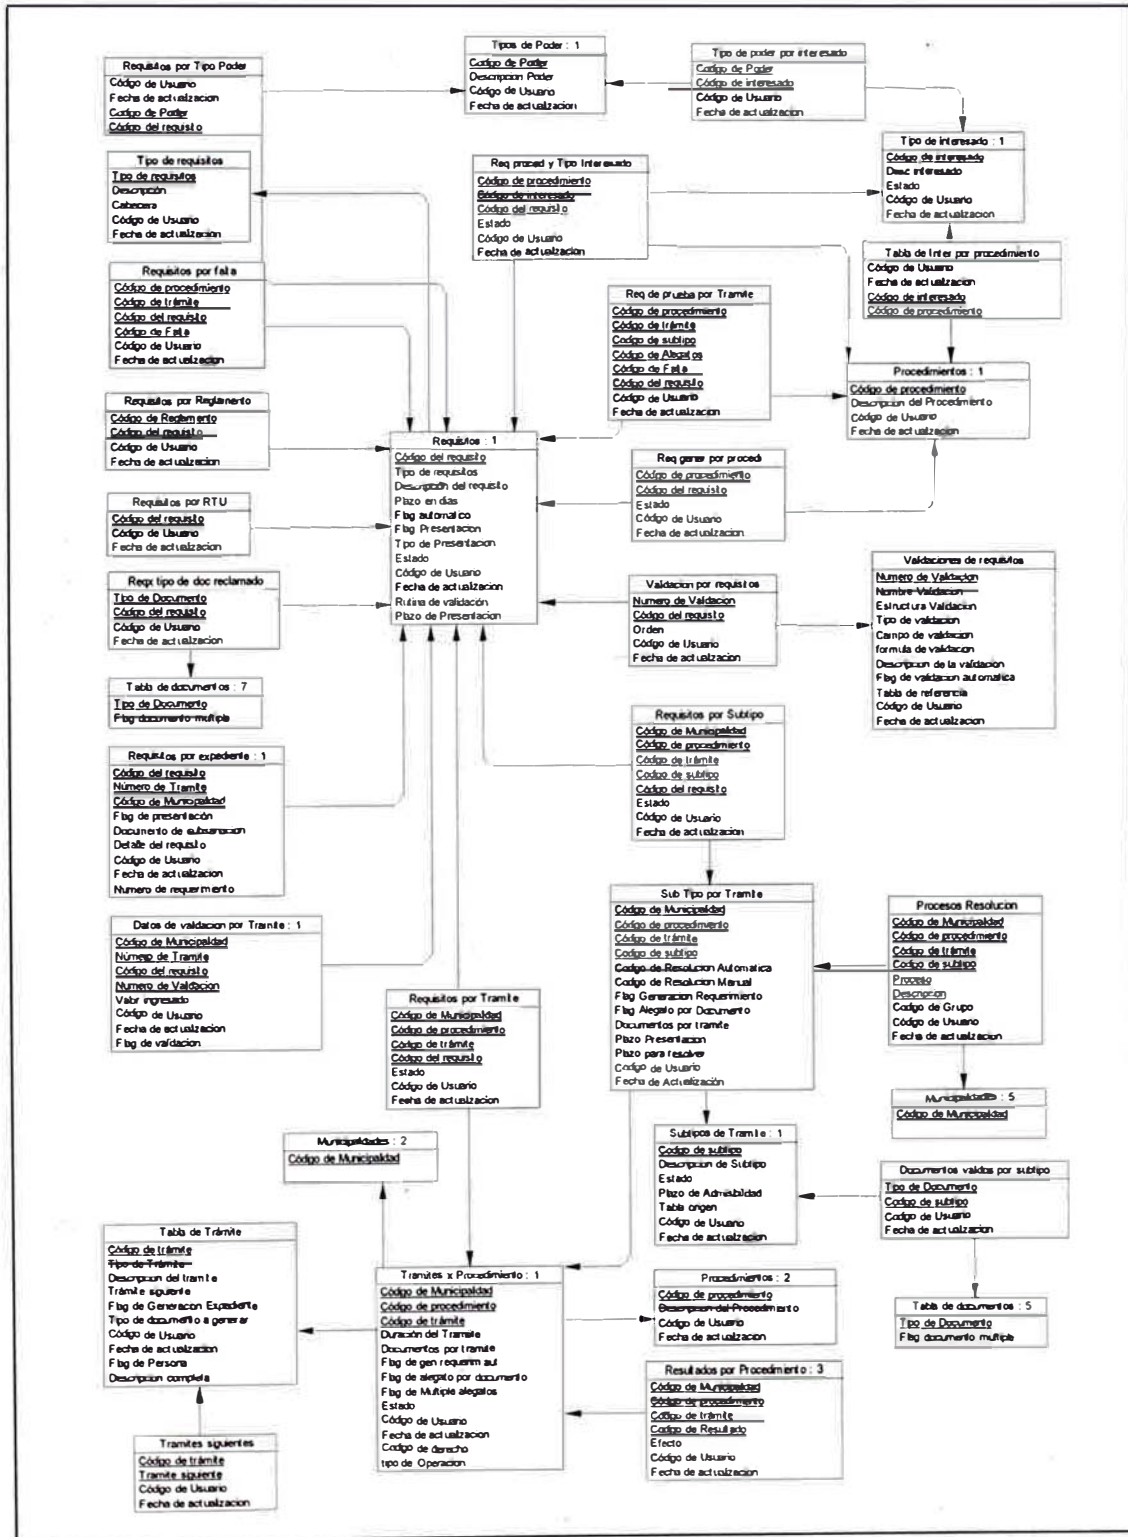 Requisitos por Tipo Poder
Código de Usuario
Fecha de actualizacion
Codigo de Poder
Código del requisito
Tipos de Poder : 1
Codigo de Poder
Descripcion Poder
Código de Usuario
Fecha de actualizacion
Tipo de poder por interesado
Codigo de Poder
Código de interesado
Código de Usuario
Fecha de actualizacion
Tipo de interesado : 1
Código de interesado
Desc interesado
Estado
Código de Usuario
Fecha de actualizacion
Tipo de requisitos
Tipo de requisitos
Descripción
Cabecera
Código de Usuario
Fecha de actualizacion
Req proced y Tipo Interesado
Código de procedimiento
Código de interesado
Código del requisito
Estado
Código de Usuario
Fecha de actualizacion
Tabla de Inter por procedimiento
Código de Usuario
Fecha de actualizacion
Código de interesado
Código de procedimiento
Requisitos por falta
Código de procedimiento
Código de trámite
Código del requisito
Código de Falta
Código de Usuario
Fecha de actualizacion
Req de prueba por Tramite
Código de procedimiento
Código de trámite
Codigo de subtipo
Código de Alegatos
Código de Falta
Código del requisito
Código de Usuario
Fecha de actualizacion
Procedimientos : 1
Código de procedimiento
Descripcion del Procedimiento
Código de Usuario
Fecha de actualizacion
Requisitos por Reglamento
Código de Reglamento
Código del requisito
Código de Usuario
Fecha de actualizacion
Requisitos : 1
Código del requisito
Tipo de requisitos
Descripción del requisito
Plazo en dias
Flag automatico
Flag Presentacion
Tipo de Presentacion
Estado
Código de Usuario
Fecha de actualizacion
Rutina de validación
Plazo de Presentacion
Req gener por procedi
Código de procedimiento
Código del requisito
Estado
Código de Usuario
Fecha de actualizacion
Requisitos por RTU
Código del requisito
Código de Usuario
Fecha de actualizacion
Reqx tipo de doc reclamado
Tipo de Documento
Código del requisito
Código de Usuario
Fecha de actualizacion
Validacion por requisitos
Numero de Validacion
Código del requisito
Orden
Código de Usuario
Fecha de actualizacion
Validaciones de requisitos
Numero de Validacion
Nombre Validacion
Estructura Validacion
Tipo de validacion
Campo de validacion
formula de validacion
Descripcion de la validacion
Flag de validacion automatica
Tabla de referencia
Código de Usuario
Fecha de actualizacion
Tabla de documentos : 7
Tipo de Documento
Flag documento multiple
Requisitos por Subtipo
Código de Municipalidad
Código de procedimiento
Código de trámite
Codigo de subtipo
Código del requisito
Estado
Código de Usuario
Fecha de actualizacion
Requisitos por expediente : 1
Código del requisito
Número de Tramite
Código de Municipalidad
Flag de presentación
Documento de subsanacion
Detalle del requisito
Código de Usuario
Fecha de actualizacion
Numero de requerimiento
Sub Tipo por Tramite
Código de Municipalidad
Código de procedimiento
Código de trámite
Codigo de subtipo
Codigo de Resolucion Automatica
Codigo de Resolucion Manual
Flag Generacion Requerimiento
Flag Alegato por Documento
Documentos por tramite
Plazo Presentacion
Plazo para resolver
Codigo de Usuario
Fecha de Actualización
Procesos Resolucion
Código de Municipalidad
Código de procedimiento
Código de trámite
Codigo de subtipo
Proceso
Descripcion
Codigo de Grupo
Código de Usuario
Fecha de actualizacion
Datos de validacion por Tramite : 1
Código de Municipalidad
Número de Tramite
Código del requisito
Numero de Validacion
Valor ingresado
Código de Usuario
Fecha de actualizacion
Flag de validacion
Requisitos por Tramite
Código de Municipalidad
Código de procedimiento
Código de trámite
Código del requisito
Estado
Código de Usuario
Fecha de actualizacion
Municipalidades : 5
Código de Municipalidad
Municipalidades : 2
Código de Municipalidad
Subtipos de Tramite : 1
Codigo de subtipo
Descripcion de Subtipo
Estado
Plazo de Admisibilidad
Tabla origen
Código de Usuario
Fecha de actualizacion
Documentos validos por subtipo
Tipo de Documento
Codigo de subtipo
Codigo de Usuario
Fecha de actualizacion
Tabla de Trámite
Código de trámite
Tipo de Trámite
Descripcion del tramite
Trámite siguiente
Flag de Generacion Expediente
Tipo de documento a generar
Código de Usuario
Fecha de actualizacion
Flag de Persona
Descripcion completa
Tramites x Procedimiento : 1
Código de Municipalidad
Código de procedimiento
Código de trámite
Duración del Tramite
Documentos por tramite
Flag de gen requerim aut
Flag de alegato por documento
Flag de Multiple alegatos
Estado
Código de Usuario
Fecha de actualizacion
Codigo de derecho
tipo de Operacion
Procedimientos : 2
Código de procedimiento
Descripcion del Procedimiento
Código de Usuario
Fecha de actualizacion
Tabla de documentos : 5
Tipo de Documento
Flag documento multiple
Resultados por Procedimiento : 3
Código de Municipalidad
Código de procedimiento
Codigo de trámite
Codigo de Resultado
Efecto
Código de Usuario
Fecha de actualizacion
Tramites siguientes
Código de trámite
Tramite siguiente
Código de Usuario
Fecha de actualizacion